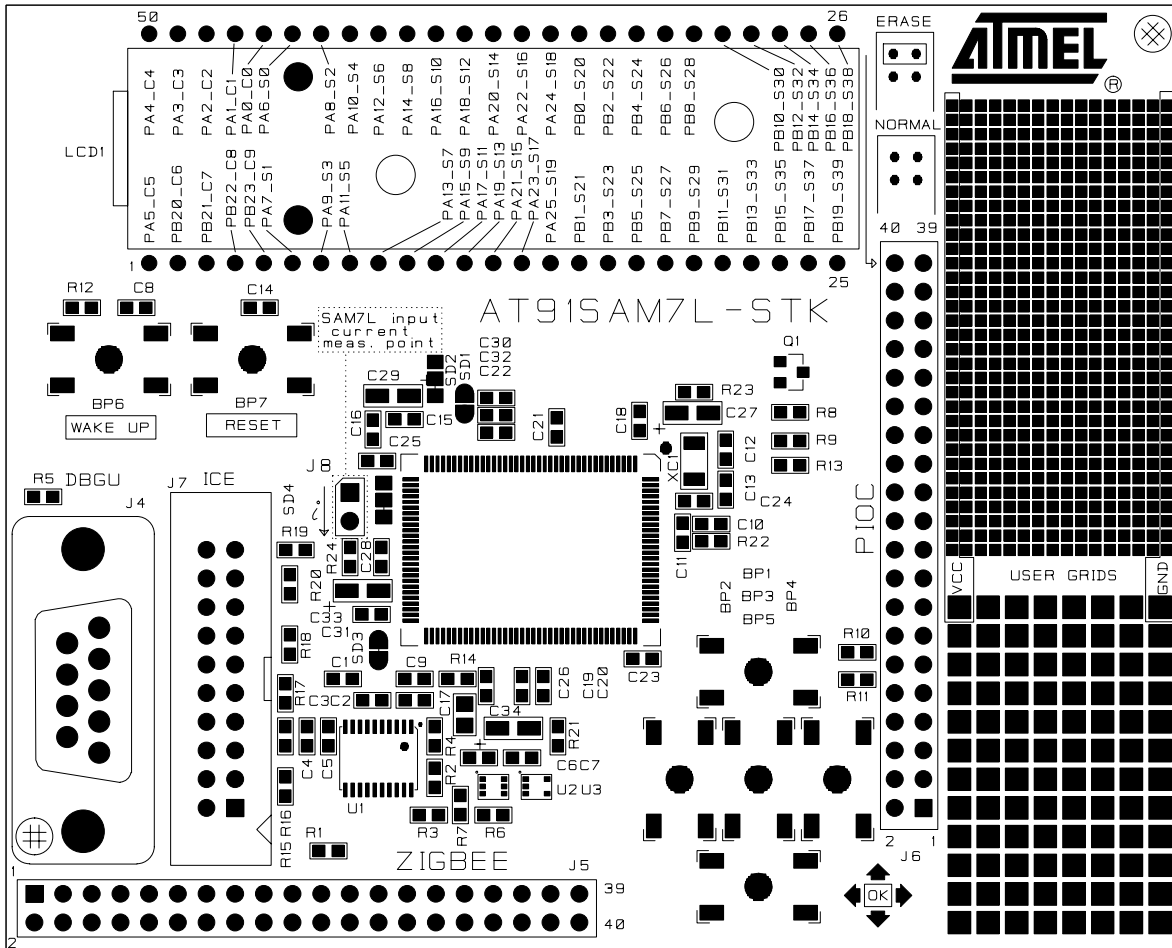 50
26
ERASE
ATMEL
®
PA4_C4
PA3_C3
PA2_C2
PA1_C1
PA0_C0
PA6_S0
PA8_S2
PA10_S4
PA12_S6
PA14_S8
PA16_S10
PA18_S12
PA20_S14
PA22_S16
PA24_S18
PB0_S20
PB2_S22
PB4_S24
PB6_S26
PB8_S28
PB10_S30
PB12_S32
PB14_S34
PB16_S36
PB18_S38
NORMAL
LCD1
PA5_C5
PB20_C6
PB21_C7
PB22_C8
PB23_C9
PA7_S1
PA9_S3
PA11_S5
PA13_S7
PA15_S9
PA17_S11
PA19_S13
PA21_S15
PA23_S17
PA25_S19
PB1_S21
PB3_S23
PB5_S25
PB7_S27
PB9_S29
PB11_S31
PB13_S33
PB15_S35
PB17_S37
PB19_S39
40 39
1
25
R12
C8
C14
SAM7L input
current
meas. point
AT91SAM7L-STK
C30
C32
C22
SD2
SD1
Q1
C29
R23
BP6
BP7
WAKE UP
RESET
C16
C15
C21
C18
C27
R8
C25
C12
R9
XC1
R13
R5
DBGU
J7
ICE
J8
J4
SD4
i
C13
C24
PIOC
R19
R24
C28
C10
R22
C11
R20
BP1
BP2
BP3
BP4
BP5
VCC
USER GRIDS
GND
C33
C31
R18
SD3
R10
C1
C9
R14
C26
C19
C20
C23
R17
C3
C2
C17
R11
C34
C4
C5
R4
R21
R2
C6
C7
U2
U3
U1
R16
R15
R1
R3
R7
R6
ZIGBEE
J5
2
1
J6
1
39
OK
40
2